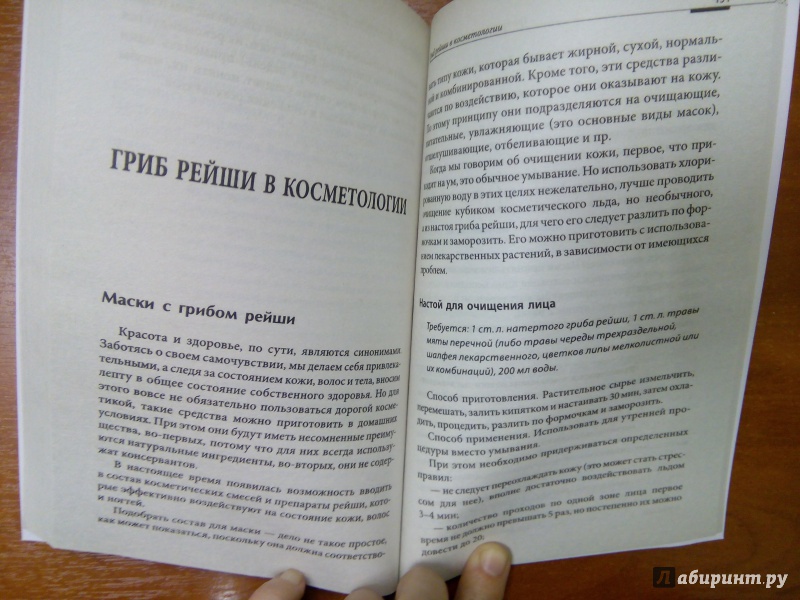 ГРИБ РЕЙШИ В КОСМЕТОЛОГИИ
Маски с грибом рейши
Красота и здоровье, по сути, являются синонимами.
Заботясь о своем самочувствии, мы делаем себя привлека-
тельными, а следя за состоянием кожи, волос и тела, вносим
лепту в общее состояние собственного здоровья. Но для
этого вовсе не обязательно пользоваться дорогой косме-
тикой, такие средства можно приготовить в домашних
условиях. При этом они будут иметь несомненные преиму-
щества, во-первых, потому что для них всегда использу-
ются натуральные ингредиенты, во-вторых, они не содер-
жат консервантов.
В настоящее время появилась возможность вводить
в состав косметических смесей и препараты рейши, кото-
рые эффективно воздействуют на состояние кожи, волос
и ногтей.
Подобрать состав для маски — дело не такое простое,
как может показаться, поскольку она должна соответство-
рейши в косметологии
вать типу кожи, которая бывает жирной, сухой, нормаль-
ной и комбинированной. Кроме того, эти средства разли-
чаются по воздействию, которое они оказывают на кожу.
По этому принципу они подразделяются на очищающие,
питательные, увлажняющие (это основные виды масок),
отшелушивающие, отбеливающие и пр.
Когда мы говорим об очищении кожи, первое, что при-
ходит на ум, это обычное умывание. Но использовать хлори-
рованную воду в этих целях нежелательно, лучше проводить
очищение кубиком косметического льда, но необычного,
а из настоя гриба рейши, для чего его следует разлить по фор-
мочкам и заморозить. Его можно приготовить с использова-
нием лекарственных растений, в зависимости от имеющихся
проблем.
Настой для очищения лица
Требуется: 1 ст. л. натертого гриба рейши, 1 ст. л. травы
мяты перечной (либо травы череды трехраздельной,
шалфея лекарственного, цветков липы мелколистной или
их комбинаций), 200 мл воды.
Способ приготовления. Растительное сырье измельчить,
перемешать, залить кипятком и настаивать 30 мин, затем охла-
дить, процедить, разлить по формочкам и заморозить.
Способ применения. Использовать для утренней про-
цедуры вместо умывания.
При этом необходимо придерживаться определенных
правил:
— не следует переохлаждать кожу (это может стать стрес-
сом для нее), вполне достаточно воздействовать льдом
3–4 мин;
— количество проходов по одной зоне лица первое
время не должно превышать 5 раз, но постепенно их можно
довести до 20;
Лабиринт.ру